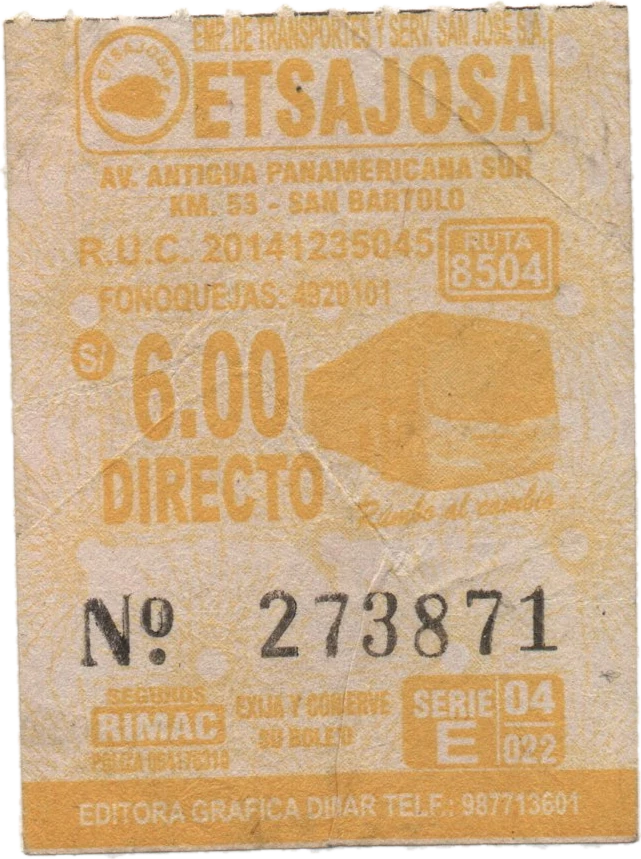 EMP. DE TRANSPORTES Y SERV. SAN JOSE S.A.
ETSAJOSA
ETSAJOSA
AV. ANTIGUA PANAMERICANA SUR
KM. 53 - SAN BARTOLO
R.U.C. 20141235045
RUTA
8504
FONOQUEJAS: 4920101
S/
6.00
DIRECTO
Rumbo al cambio
Nº. 273871
SEGUROS
RIMAC
EXIJA Y CONSERVE
SU BOLETO
SERIE
E
04
022
EDITORA GRAFICA DIMAR TELF.: 987713601